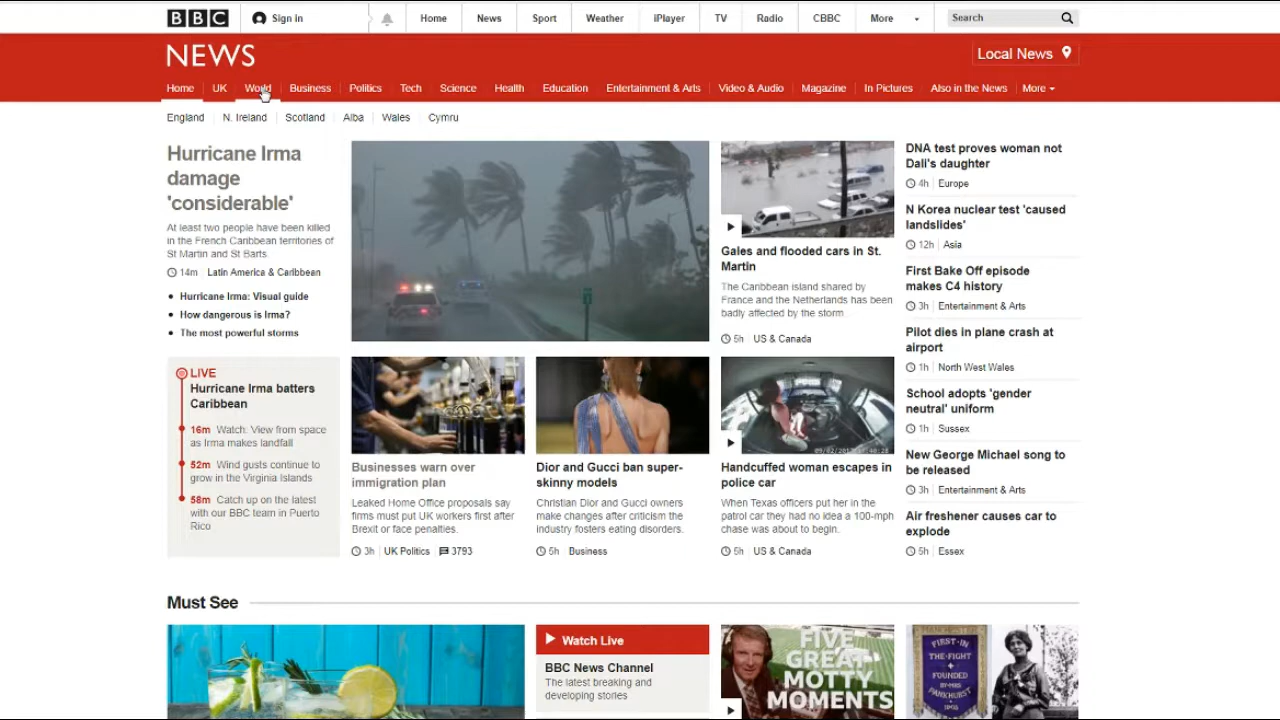 BBC
Sign in
Home
News
Sport
Weather
iPlayer
TV
Radio
CBBC
More
Search
NEWS
Local News
Home
UK
World
Business
Politics
Tech
Science
Health
Education
Entertainment & Arts
Video & Audio
Magazine
In Pictures
Also in the News
More
England
N. Ireland
Scotland
Alba
Wales
Cymru
Hurricane Irma
damage
'considerable'
At least two people have been killed
in the French Caribbean territories of
St Martin and St Barts.
14m
Latin America & Caribbean
Hurricane Irma: Visual guide
How dangerous is Irma?
The most powerful storms
Gales and flooded cars in St.
Martin
The Caribbean island shared by
France and the Netherlands has been
badly affected by the storm.
5h
US & Canada
DNA test proves woman not
Dali's daughter
4h
Europe
N Korea nuclear test 'caused
landslides'
12h
Asia
First Bake Off episode
makes C4 history
3h
Entertainment & Arts
Pilot dies in plane crash at
airport
1h
North West Wales
School adopts 'gender
neutral' uniform
1h
Sussex
New George Michael song to
be released
3h
Entertainment & Arts
Air freshener causes car to
explode
5h
Essex
LIVE
Hurricane Irma batters
Caribbean
16m Watch: View from space
as Irma makes landfall
52m Wind gusts continue to
grow in the Virginia Islands
58m Catch up on the latest
with our BBC team in Puerto
Rico
Businesses warn over
immigration plan
Leaked Home Office proposals say
firms must put UK workers first after
Brexit or face penalties.
3h
UK Politics
3793
Dior and Gucci ban super-
skinny models
Christian Dior and Gucci owners
make changes after criticism the
industry fosters eating disorders.
5h
Business
Handcuffed woman escapes in
police car
When Texas officers put her in the
patrol car they had no idea a 100-mph
chase was about to begin.
5h
US & Canada
Must See
Watch Live
BBC News Channel
The latest breaking and
developing stories
FIVE
GREAT
MOTTY
MOMENTS
FIRST-IN
THE-FIGHT
FOUNDED
BY-MRS
PANKHURST